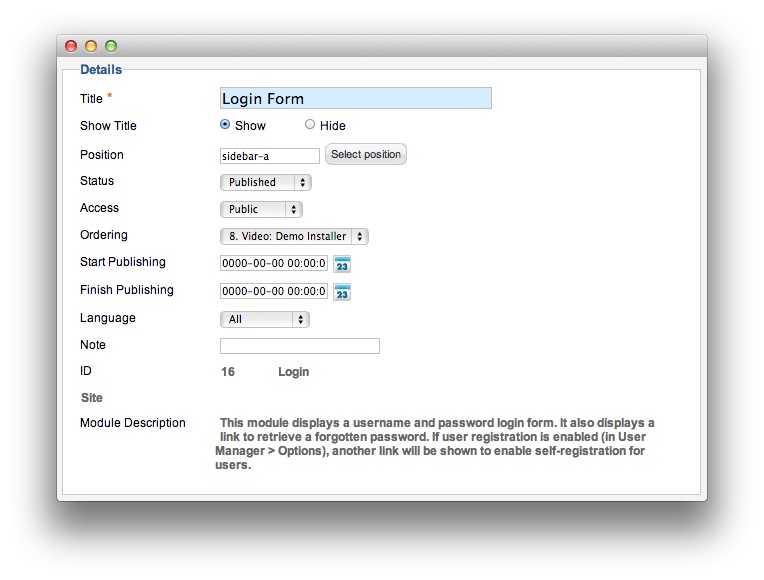 Details
Title * Login Form
Show Title Show Hide
Position sidebar-a Select position
Status Published
Access Public
Ordering 8. Video: Demo Installer
Start Publishing 0000-00-00 00:00:0 23
Finish Publishing 0000-00-00 00:00:0 23
Language All
Note
ID 16 Login
Site
Module Description This module displays a username and password login form. It also displays a
link to retrieve a forgotten password. If user registration is enabled (in User
Manager > Options), another link will be shown to enable self-registration for
users.